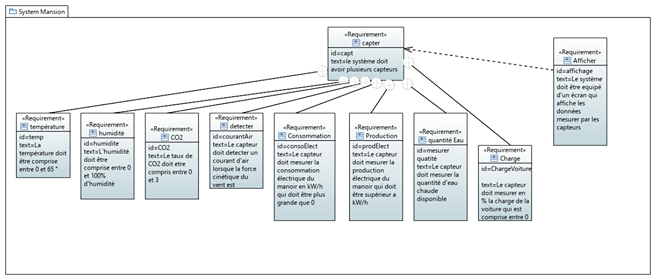 System Mansion
«Requirement»
capter
id=capt
text=le système doit
avoir plusieurs capteurs
«Requirement»
Afficher
id=affichage
text=Le système
doit être equipé
d'un écran qui
affiche les
données
mesurer par les
capteurs
«Requirement»
température
id=temp
text=La
température doit
être comprise
entre 0 et 65 °
«Requirement»
humidité
id=humidite
text=L'humidité
doit être
comprise entre 0
et 100%
d'humidité
«Requirement»
CO2
id=CO2
text=Le taux de
CO2 doit etre
compris entre 0
et 3
«Requirement»
detecter
id=courantAir
text=Le capteur
doit detecter un
courant d'air
lorsque la force
cinétique du
vent est
«Requirement»
Consommation
id=consoElect
text=Le capteur
doit mesurer la
consommation
électrique du
manoir en kW/h
qui doit être plus
grande que 0
«Requirement»
Production
id=prodElect
text=Le capteur
doit mesurer la
production
électrique du
manoir qui doit
être supérieur a
kW/h
«Requirement»
quantité Eau
id=mesurer
quatité
text=Le capteur
doit mesurer la
quantité d'eau
chaude
disponible
«Requirement»
Charge
id=ChargeVoiture
text=Le capteur
doit mesurer en
% la charge de la
voiture qui est
comprise entre 0